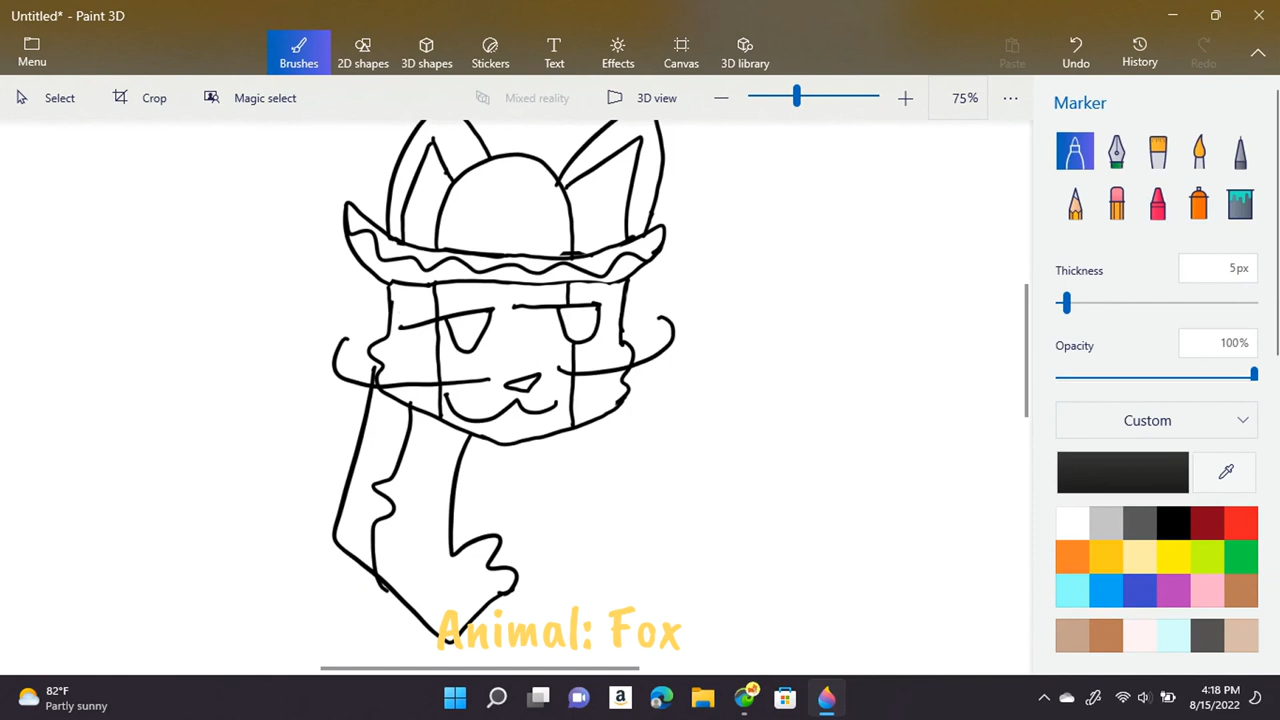 Untitled* - Paint 3D
Menu
Brushes
2D shapes
3D shapes
Stickers
Text
Effects
Canvas
3D library
Paste
Undo
History
Redo
Select
Crop
Magic select
Mixed reality
3D view
75%
Marker
Thickness
5px
Opacity
100%
Custom
Animal: Fox
82°F
Partly sunny
a
4:18 PM
8/15/2022